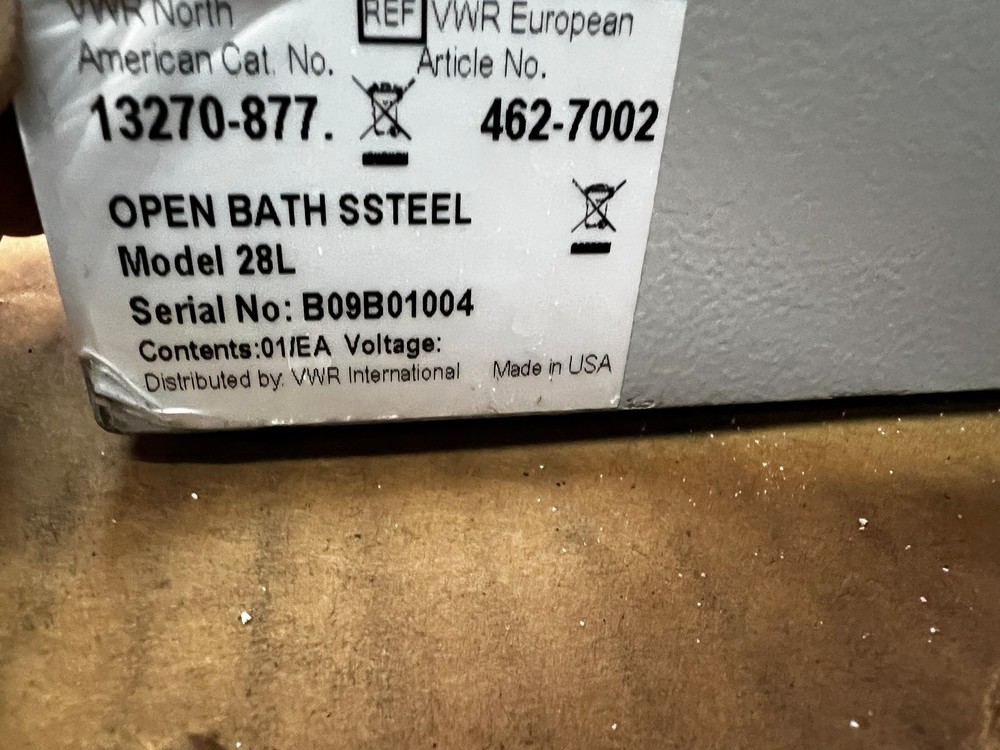 VWR North REF VWR European
American Cat. No. Article No.
13270-877. 462-7002
OPEN BATH SSTEEL
Model 28L
Serial No: B09B01004
Contents:01/EA Voltage:
Distributed by: VWR International Made in USA